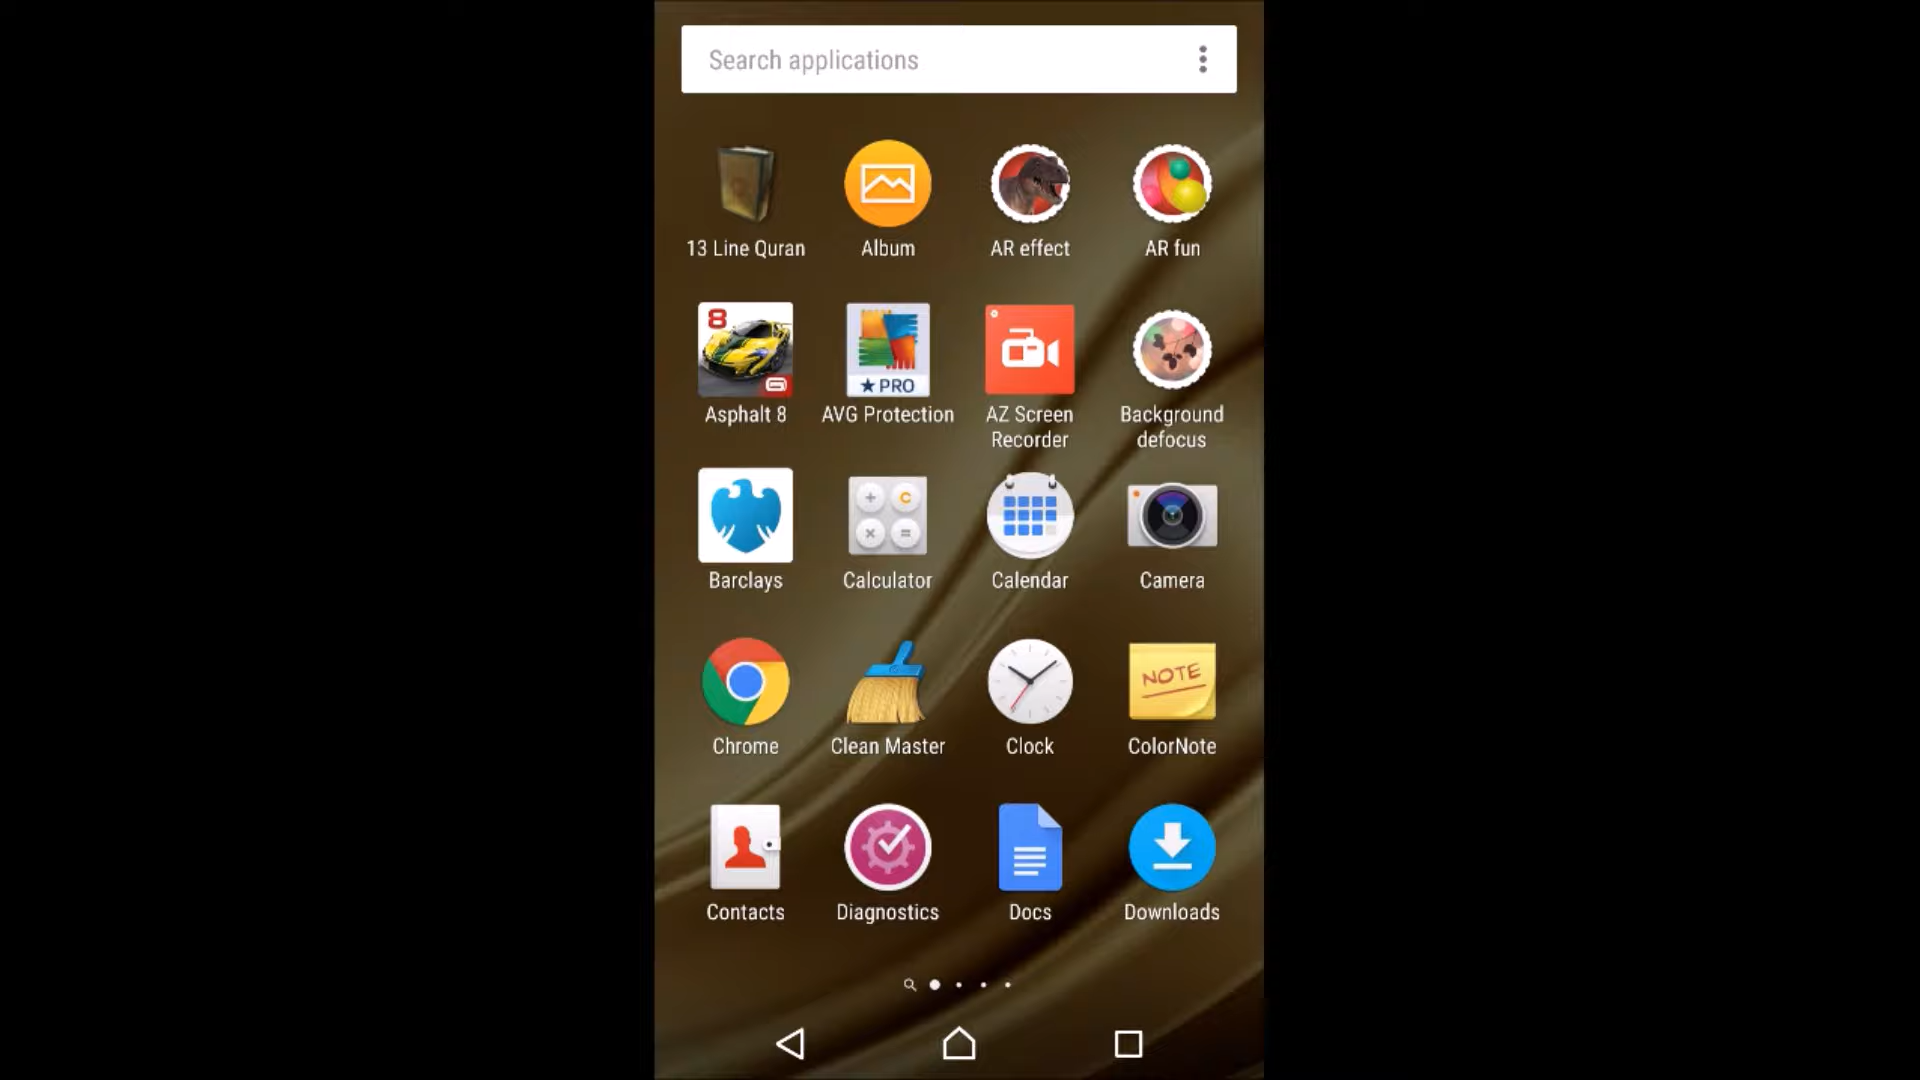 Search applications
13 Line Quran
Album
AR effect
AR fun
8
Asphalt 8
★ PRO
AVG Protection
AZ Screen
Recorder
Background
defocus
Barclays
+ C
× =
Calculator
Calendar
Camera
Chrome
Clean Master
Clock
NOTE
ColorNote
Contacts
Diagnostics
Docs
Downloads